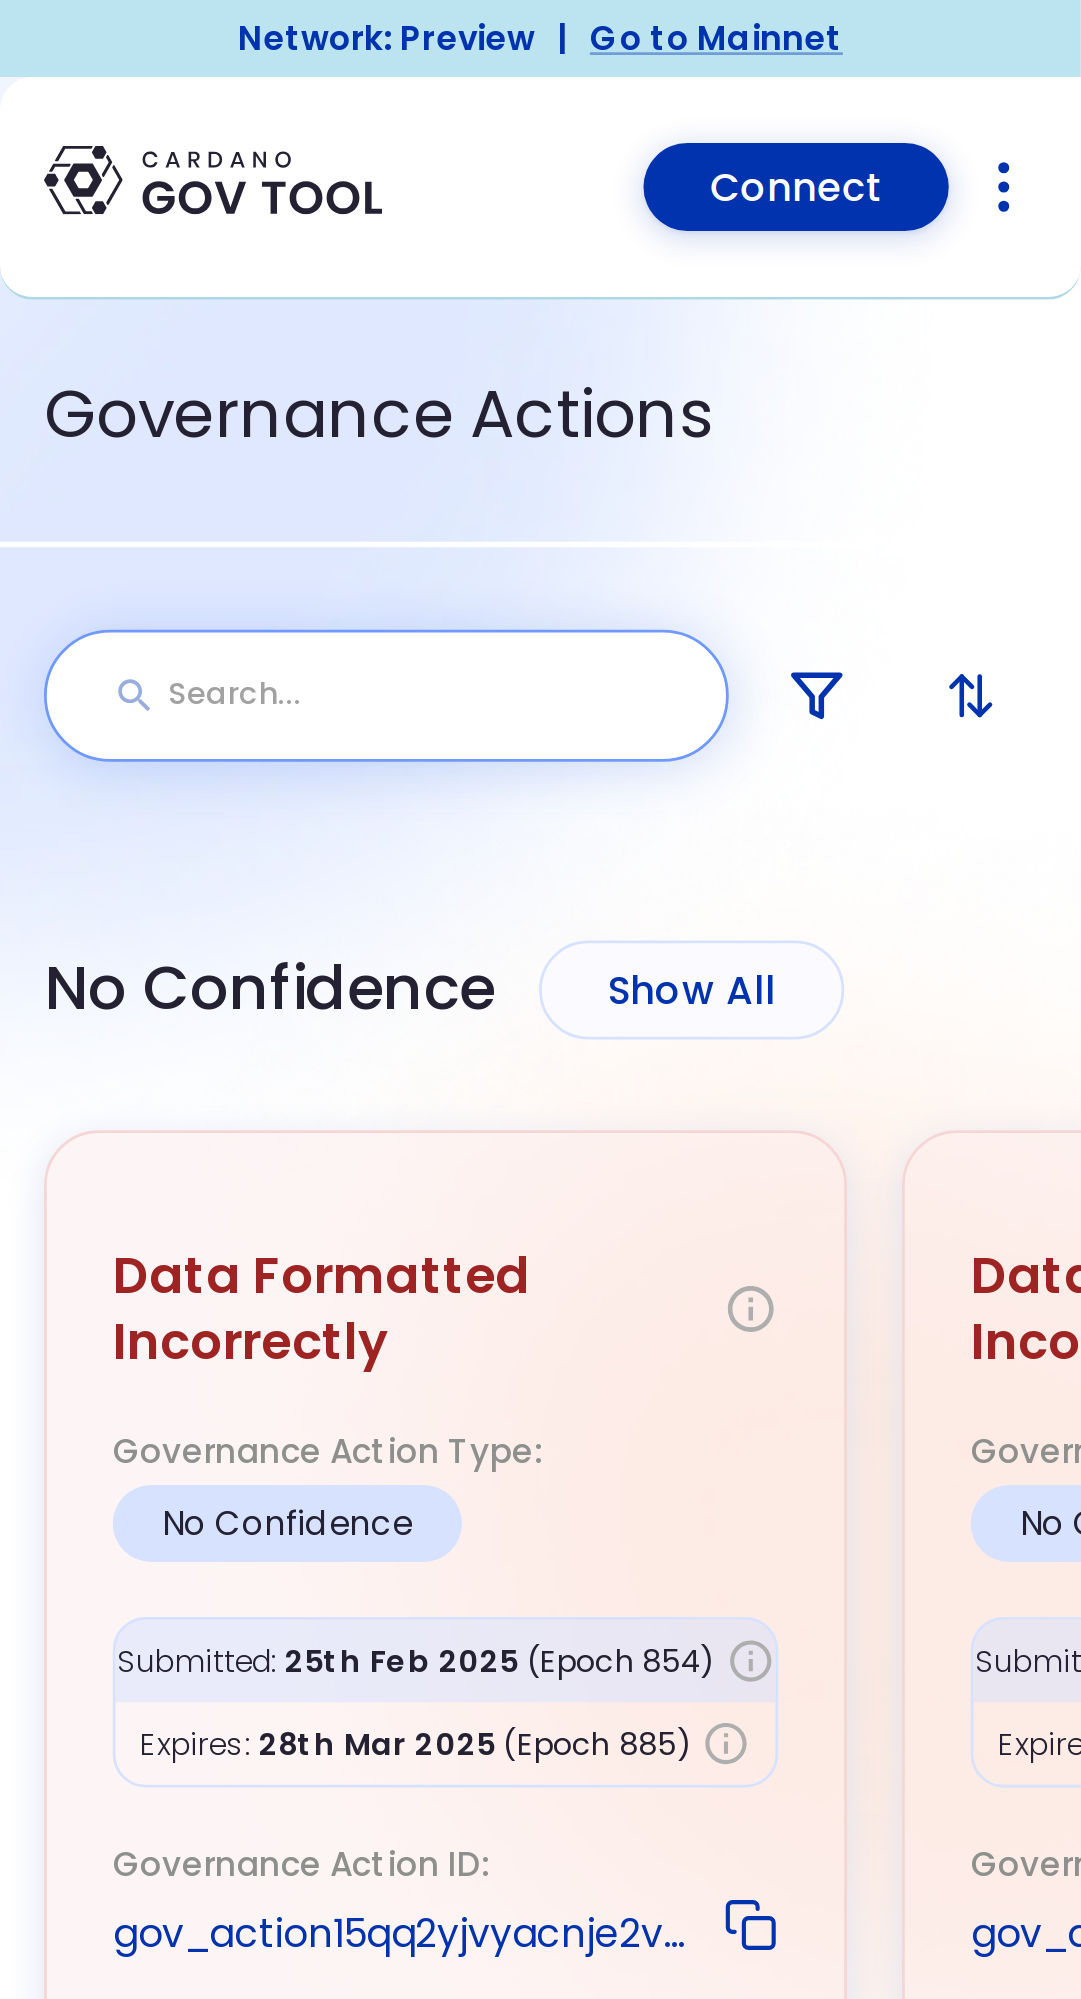 Network: Preview | Go to Mainnet
CARDANO
GOV TOOL
Connect
Governance Actions
Search...
No Confidence
Show All
Data Formatted
Incorrectly
Governance Action Type:
No Confidence
Submitted: 25th Feb 2025 (Epoch 854)
Expires: 28th Mar 2025 (Epoch 885)
Governance Action ID:
gov_action15qq2yjvyacnje2v...
Data
Inco
Govern
No C
Submit
Expire
Govern
gov_a